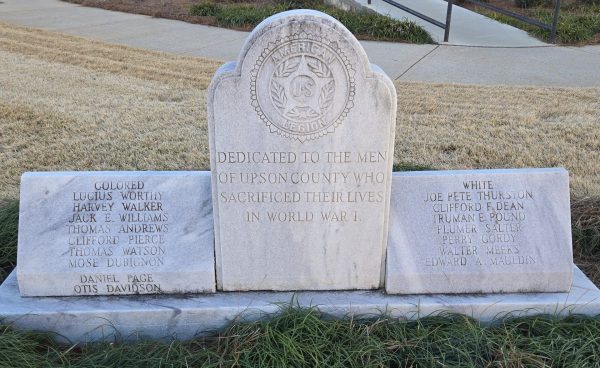 AMERICAN
US
LEGION
DEDICATED TO THE MEN
OF UPSON COUNTY WHO
SACRIFICED THEIR LIVES
IN WORLD WAR I.
COLORED
LUCIUS WORTHY
HARVEY WALKER
JACK E. WILLIAMS
THOMAS ANDREWS
CLIFFORD PIERCE
THOMAS WATSON
MOSE DUBIGNON
DANIEL PAGE
OTIS DAVIDSON
WHITE
JOE PETE THURSTON
CLIFFORD F. DEAN
TRUMAN E. POUND
PLUMER SALTER
PERRY GORDY
WALTER MEEKS
EDWARD A. MAULDIN